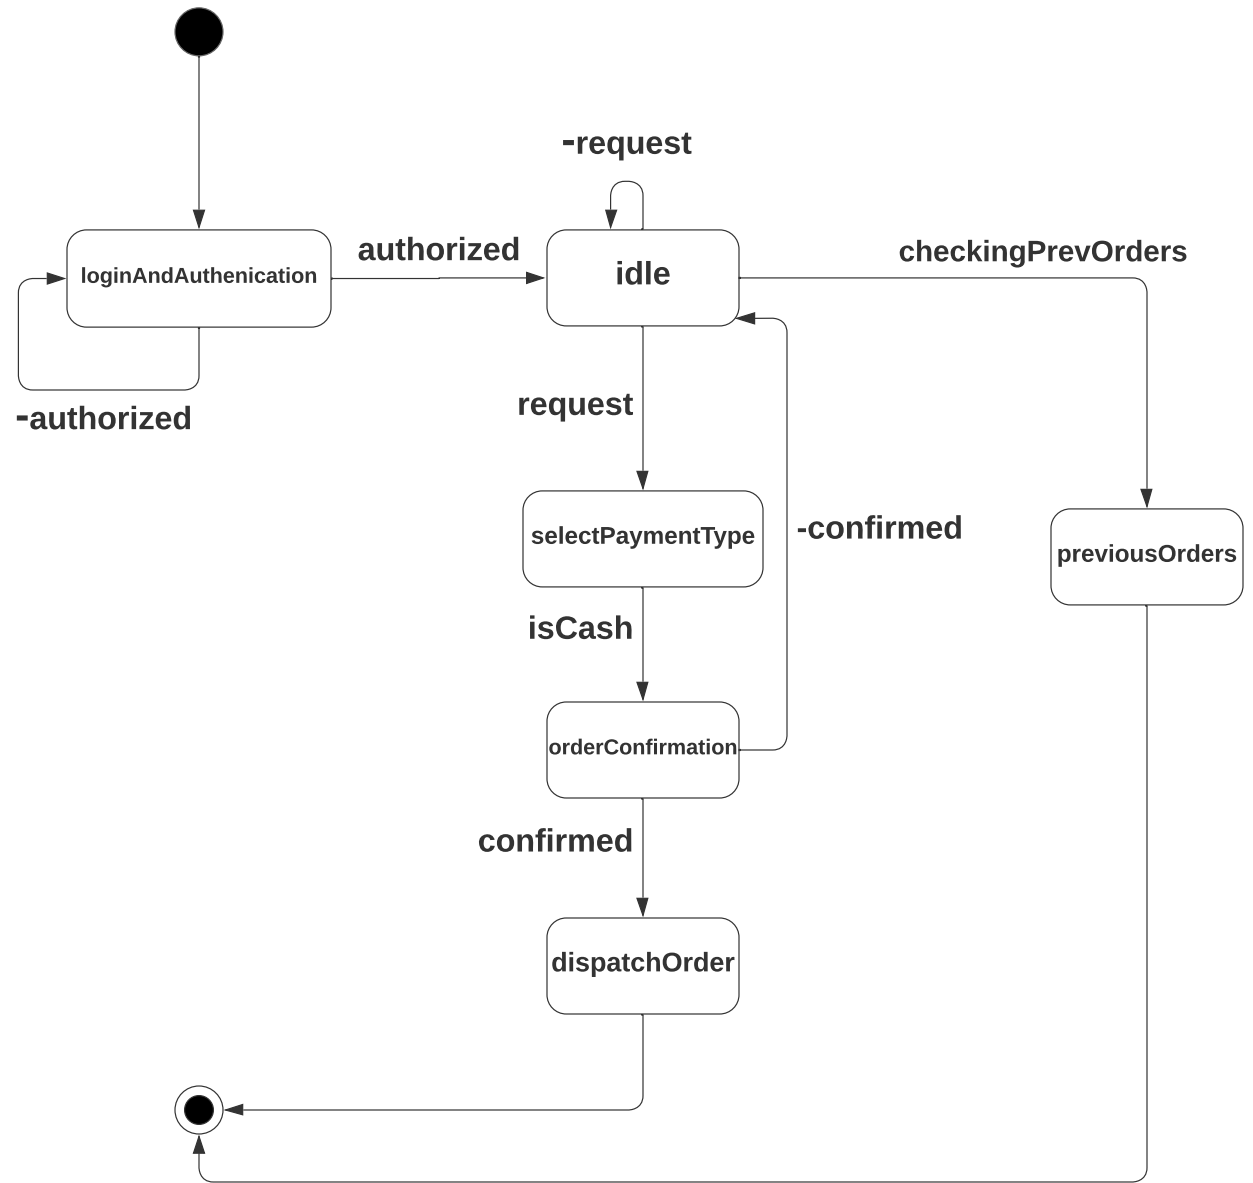 -request
authorized
checkingPrevOrders
loginAndAuthenication
idle
-authorized
request
selectPaymentType
-confirmed
previousOrders
isCash
orderConfirmation
confirmed
dispatchOrder